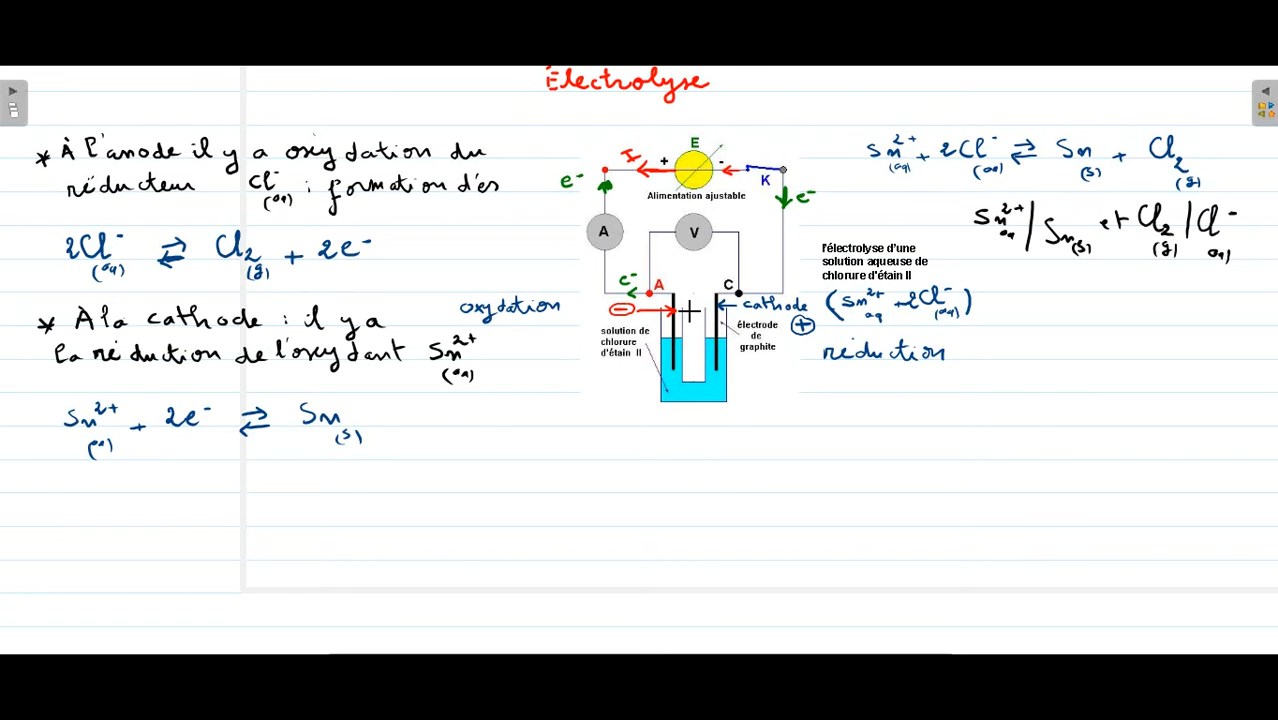 Électrolyse
* À l'anode il y a oxydation du
réducteur Cl⁻(aq) ; formation d'és
2Cl⁻(aq) ⇌ Cl₂(g) + 2e⁻
* À la cathode : il y a
la réduction de l'oxydant Sn²⁺(aq)
Sn²⁺(aq) + 2e⁻ ⇌ Sn(s)
oxydation
E
I
+
-
K
Alimentation ajustable
e⁻
e⁻
A
V
e⁻
A
C
-
cathode
+
solution de
chlorure
d'étain II
électrode
de
graphite
Sn²⁺(aq) + 2Cl⁻(aq) ⇌ Sn(s) + Cl₂(g)
Sn²⁺aq / Sn(s) et Cl₂(g) / Cl⁻aq
l'électrolyse d'une
solution aqueuse de
chlorure d'étain II
(Sn²⁺aq + 2Cl⁻(aq))
réduction